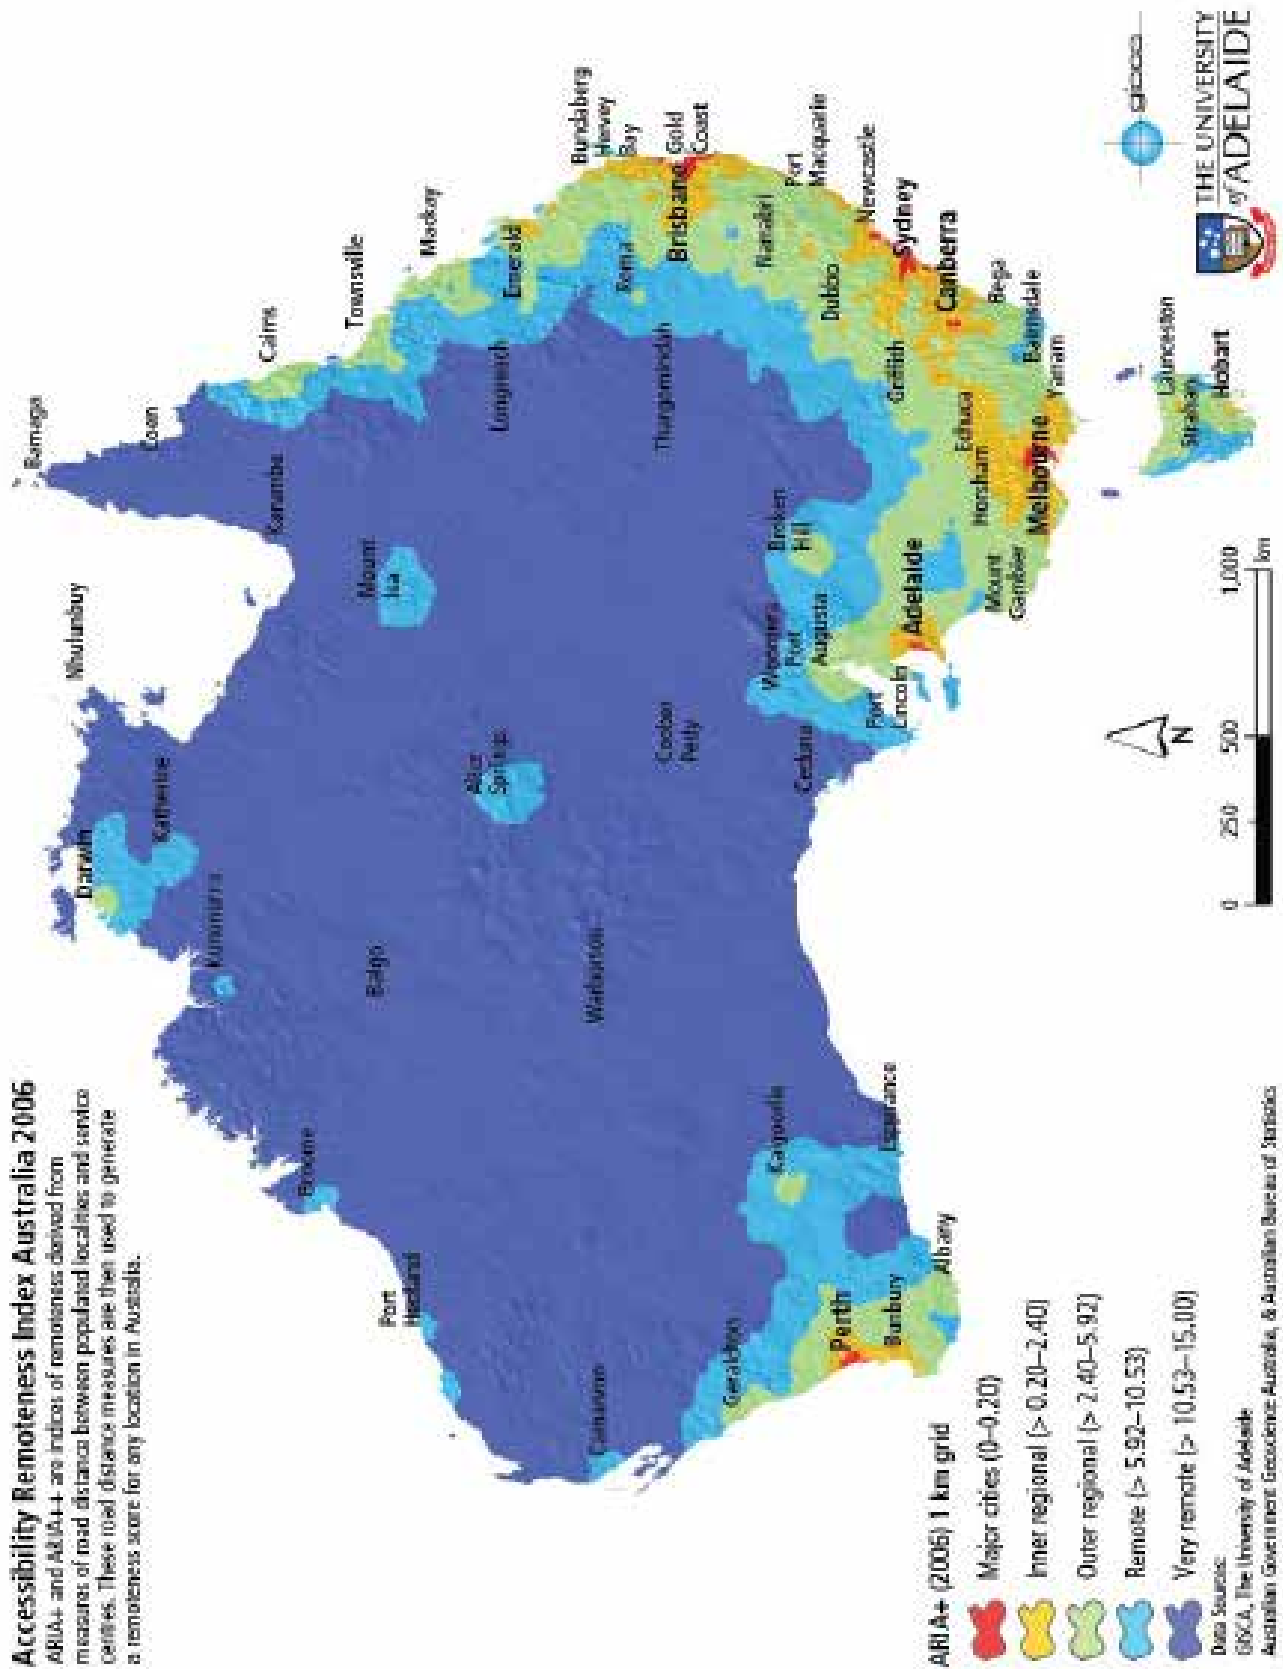 Accessibility Remoteness Index Australia 2006
ARIA+ and ARIA++ are indices of remoteness derived from
measures of road distance between populated localities and service
centres. These road distance measures are then used to generate
a remoteness score for any location in Australia.
Bamaga
Coen
Nhulunbuy
Darwin
Katherine
Karumba
Cairns
Kununurra
Townsville
Broome
Mount
Isa
Mackay
Balgo
Port
Hedland
Alice
Springs
Longreach
Emerald
Bundaberg
Hervey
Bay
Carnarvon
Warburton
Roma
Coober
Pedy
Thargomindah
Brisbane
Gold
Coast
Geraldton
Kalgoorlie
Woomera
Broken
Hill
Narrabri
Port
Macquarie
Ceduna
Port
Augusta
Dubbo
Perth
Newcastle
Bunbury
Esperance
Port
Lincoln
Adelaide
Griffith
Sydney
Albany
Canberra
Echuca
Horsham
Mount
Gambier
Bega
Melbourne
Bairnsdale
Yarram
Launceston
Strahan
Hobart
ARIA+ (2006) 1 km grid
Major cities (0–0.20)
Inner regional (> 0.20–2.40)
Outer regional (> 2.40–5.92)
Remote (> 5.92–10.53)
Very remote (> 10.53–15.00)
N
0 250 500 1,000
km
Data Sources:
GISCA, The University of Adelaide
Australian Government Geoscience Australia, & Australian Bureau of Statistics
gisca
THE UNIVERSITY
of ADELAIDE